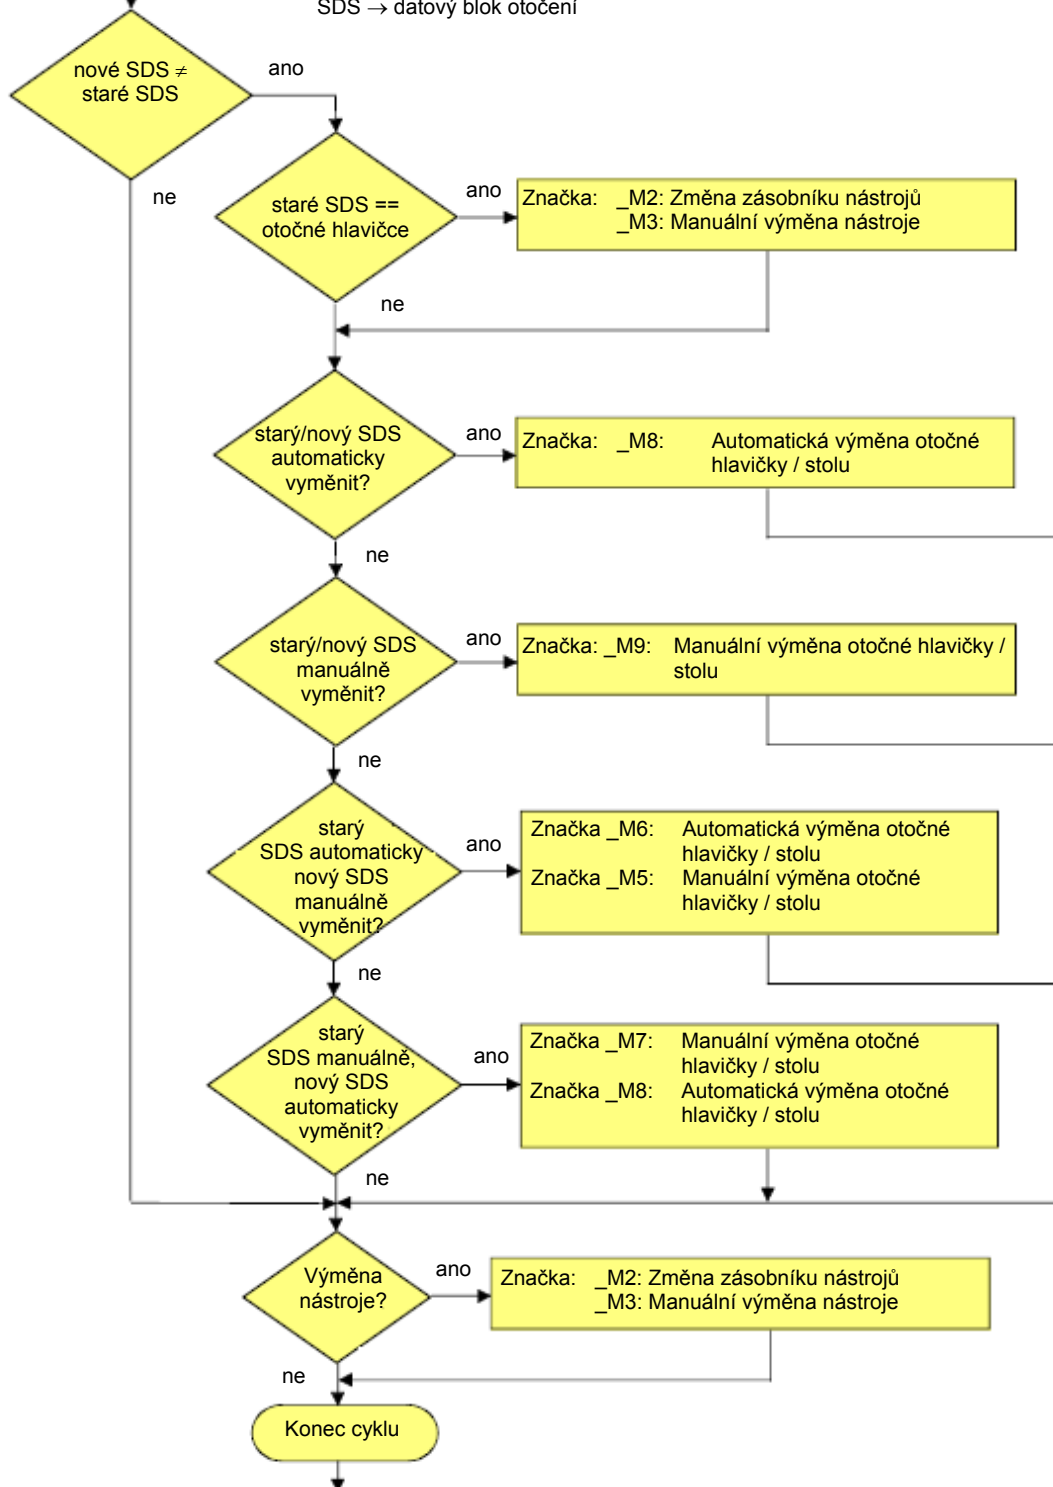 SDS → datový blok otočení
nové SDS ≠
staré SDS
ano
ne
staré SDS ==
otočné hlavičce
ano
Značka: _M2: Změna zásobníku nástrojů
_M3: Manuální výměna nástroje
ne
starý/nový SDS
automaticky
vyměnit?
ano
Značka: _M8: Automatická výměna otočné
hlavičky / stolu
ne
starý/nový SDS
manuálně
vyměnit?
ano
Značka: _M9: Manuální výměna otočné hlavičky /
stolu
ne
starý
SDS automaticky
nový SDS
manuálně
vyměnit?
ano
Značka _M6: Automatická výměna otočné
hlavičky / stolu
Značka _M5: Manuální výměna otočné
hlavičky / stolu
ne
starý
SDS manuálně,
nový SDS
automaticky
vyměnit?
ano
Značka _M7: Manuální výměna otočné
hlavičky / stolu
Značka _M8: Automatická výměna otočné
hlavičky / stolu
ne
Výměna
nástroje?
ano
Značka: _M2: Změna zásobníku nástrojů
_M3: Manuální výměna nástroje
ne
Konec cyklu